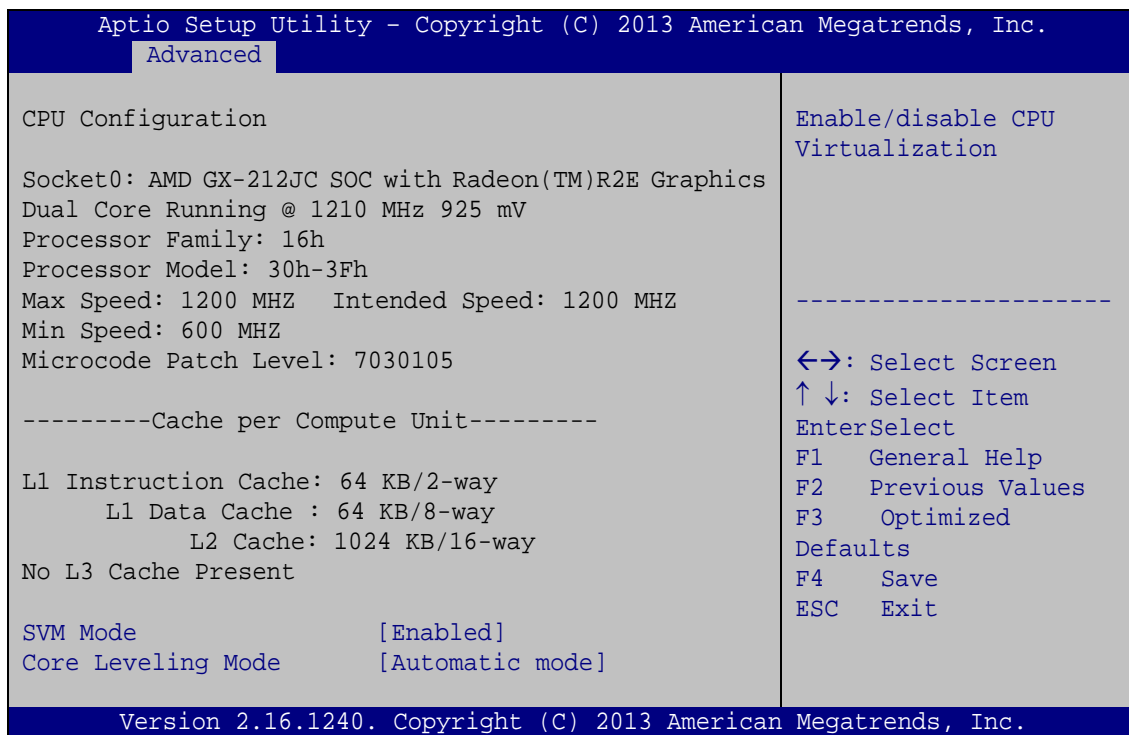 Aptio Setup Utility – Copyright (C) 2013 American Megatrends, Inc.
Advanced
CPU Configuration
Socket0: AMD GX-212JC SOC with Radeon(TM)R2E Graphics
Dual Core Running @ 1210 MHz 925 mV
Processor Family: 16h
Processor Model: 30h-3Fh
Max Speed: 1200 MHZ Intended Speed: 1200 MHZ
Min Speed: 600 MHZ
Microcode Patch Level: 7030105
---------Cache per Compute Unit---------
L1 Instruction Cache: 64 KB/2-way
L1 Data Cache : 64 KB/8-way
L2 Cache: 1024 KB/16-way
No L3 Cache Present
SVM Mode [Enabled]
Core Leveling Mode [Automatic mode]
Enable/disable CPU
Virtualization
----------------------
←→: Select Screen
↑ ↓: Select Item
EnterSelect
F1 General Help
F2 Previous Values
F3 Optimized
Defaults
F4 Save
ESC Exit
Version 2.16.1240. Copyright (C) 2013 American Megatrends, Inc.